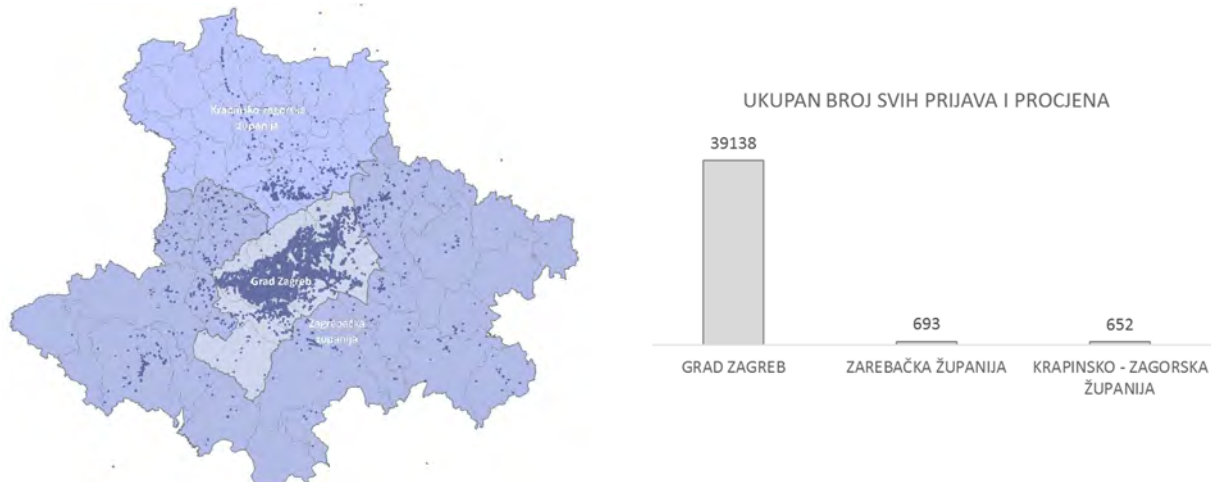 Krapinsko-zagorska
županija
Grad Zagreb
Zagrebačka
županija
UKUPAN BROJ SVIH PRIJAVA I PROCJENA
39138
693
652
GRAD ZAGREB
ZAREBAČKA ŽUPANIJA
KRAPINSKO - ZAGORSKA
ŽUPANIJA